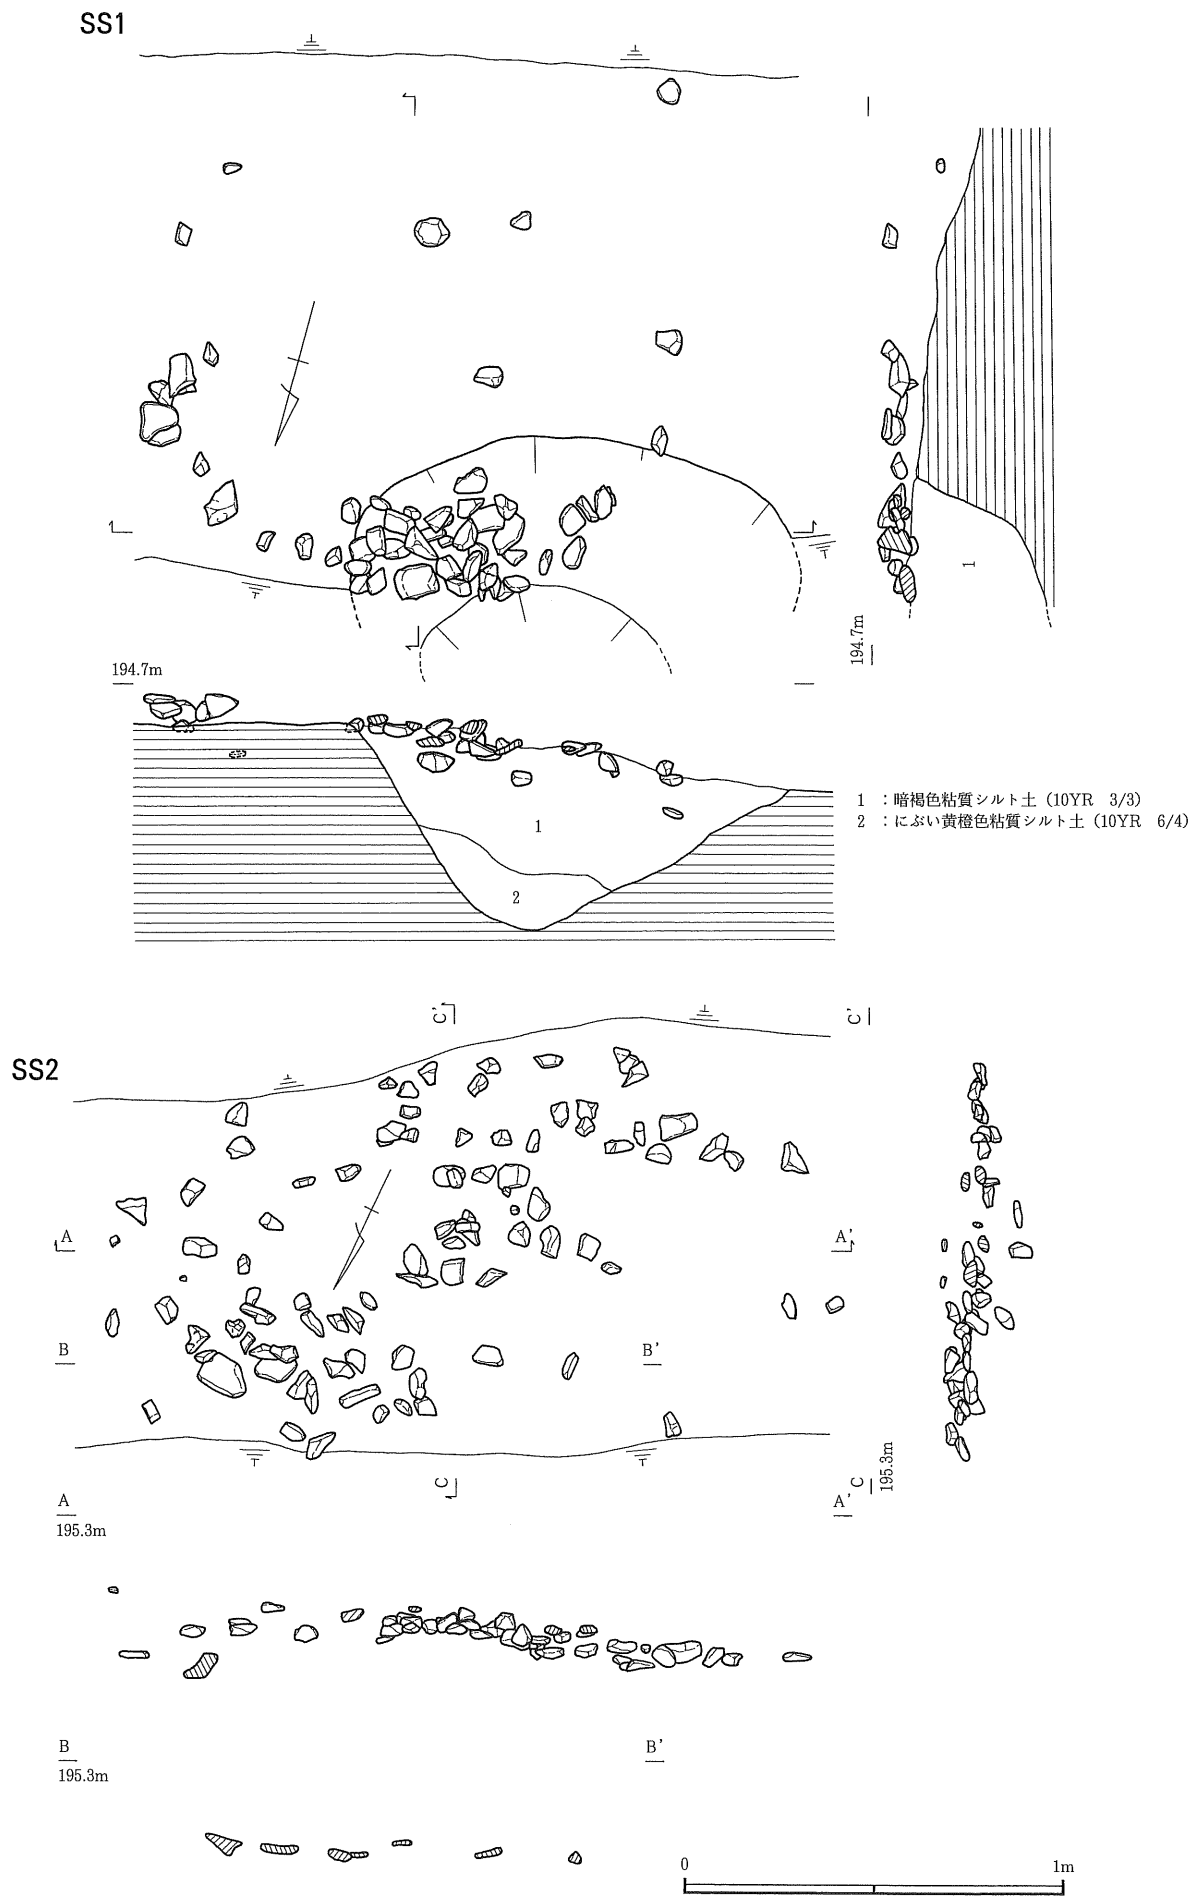 SS1
194.7m
1
194.7m
1
2
1 ：暗褐色粘質シルト土（10YR 3/3）
2 ：にぶい黄橙色粘質シルト土（10YR 6/4）
SS2
C' C'
A A'
B B'
C C
195.3m
A A'
195.3m
B B'
195.3m
0 1m